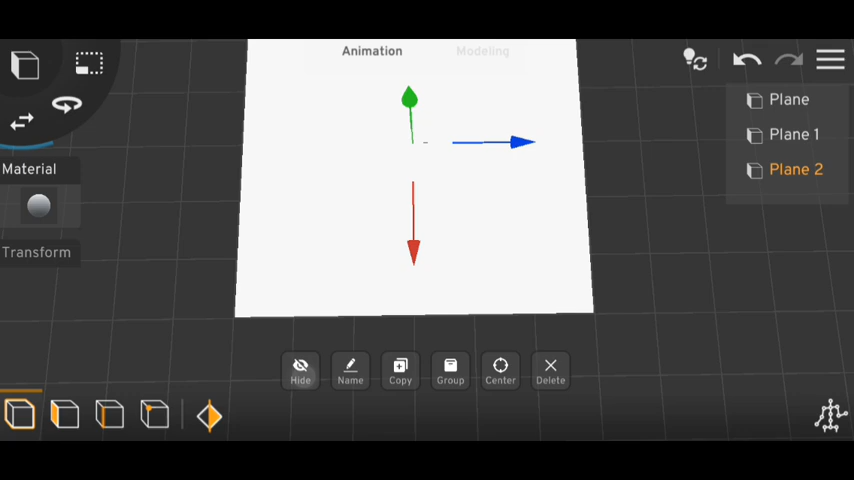 Animation
Modeling
Plane
Plane 1
Material
Plane 2
Transform
Hide
Name
Copy
Group
Center
Delete